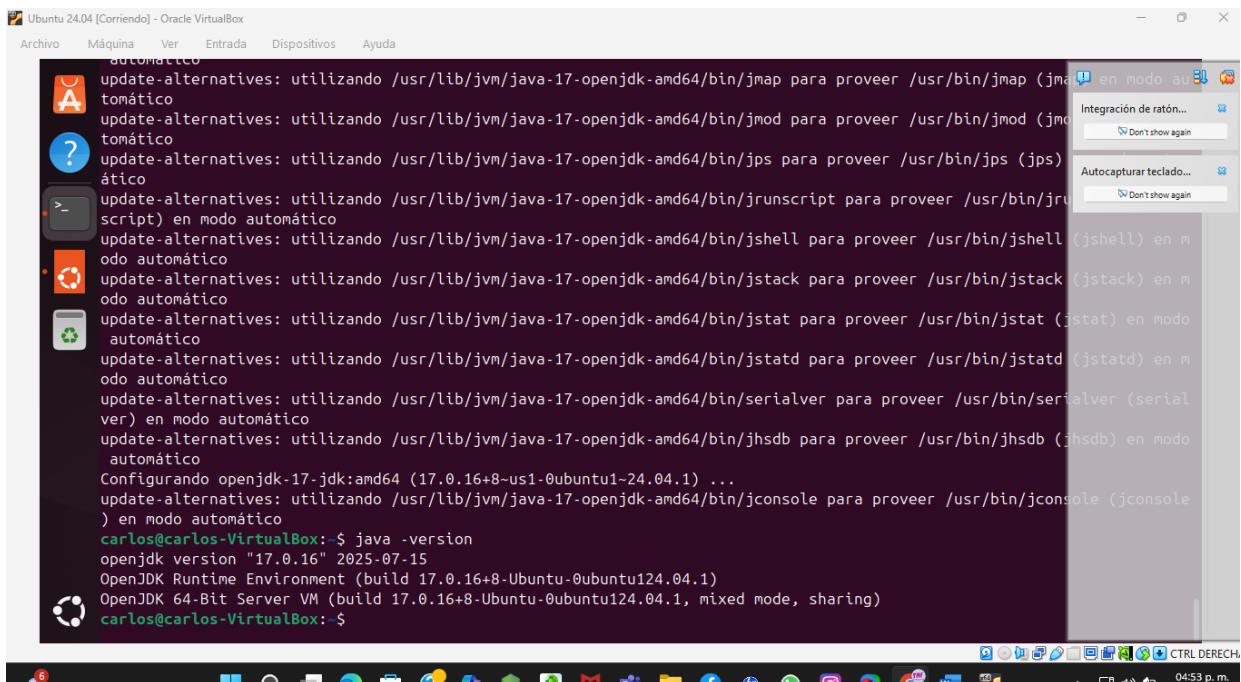 Ubuntu 24.04 [Corriendo] - Oracle VirtualBox
Archivo Máquina Ver Entrada Dispositivos Ayuda
automático
update-alternatives: utilizando /usr/lib/jvm/java-17-openjdk-amd64/bin/jmap para proveer /usr/bin/jmap (jmap) en modo au
tomático
update-alternatives: utilizando /usr/lib/jvm/java-17-openjdk-amd64/bin/jmod para proveer /usr/bin/jmod (jmo
tomático
update-alternatives: utilizando /usr/lib/jvm/java-17-openjdk-amd64/bin/jps para proveer /usr/bin/jps (jps)
ático
update-alternatives: utilizando /usr/lib/jvm/java-17-openjdk-amd64/bin/jrunscript para proveer /usr/bin/jru
script) en modo automático
update-alternatives: utilizando /usr/lib/jvm/java-17-openjdk-amd64/bin/jshell para proveer /usr/bin/jshell (jshell) en m
odo automático
update-alternatives: utilizando /usr/lib/jvm/java-17-openjdk-amd64/bin/jstack para proveer /usr/bin/jstack (jstack) en m
odo automático
update-alternatives: utilizando /usr/lib/jvm/java-17-openjdk-amd64/bin/jstat para proveer /usr/bin/jstat (jstat) en modo
automático
update-alternatives: utilizando /usr/lib/jvm/java-17-openjdk-amd64/bin/jstatd para proveer /usr/bin/jstatd (jstatd) en m
odo automático
update-alternatives: utilizando /usr/lib/jvm/java-17-openjdk-amd64/bin/serialver para proveer /usr/bin/serialver (serial
ver) en modo automático
update-alternatives: utilizando /usr/lib/jvm/java-17-openjdk-amd64/bin/jhsdb para proveer /usr/bin/jhsdb (jhsdb) en modo
automático
Configurando openjdk-17-jdk:amd64 (17.0.16+8~us1-0ubuntu1~24.04.1) ...
update-alternatives: utilizando /usr/lib/jvm/java-17-openjdk-amd64/bin/jconsole para proveer /usr/bin/jconsole (jconsole
) en modo automático
carlos@carlos-VirtualBox:~$ java -version
openjdk version "17.0.16" 2025-07-15
OpenJDK Runtime Environment (build 17.0.16+8-Ubuntu-0ubuntu124.04.1)
OpenJDK 64-Bit Server VM (build 17.0.16+8-Ubuntu-0ubuntu124.04.1, mixed mode, sharing)
carlos@carlos-VirtualBox:~$
Integración de ratón...
Don't show again
Autocapturar teclado...
Don't show again
CTRL DERECHA
6
04:53 p. m.